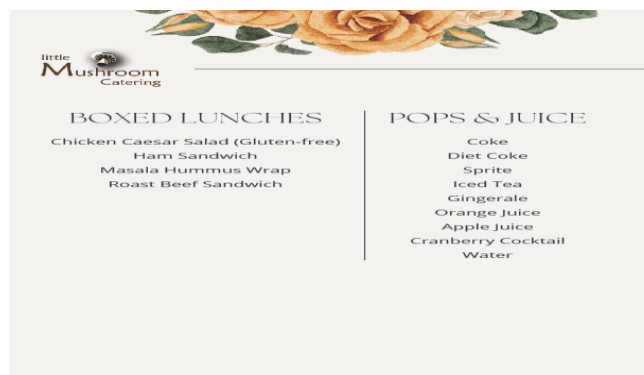 little
Mushroom
Catering
BOXED LUNCHES
Chicken Caesar Salad (Gluten-free)
Ham Sandwich
Masala Hummus Wrap
Roast Beef Sandwich
POPS & JUICE
Coke
Diet Coke
Sprite
Iced Tea
Gingerale
Orange Juice
Apple Juice
Cranberry Cocktail
Water